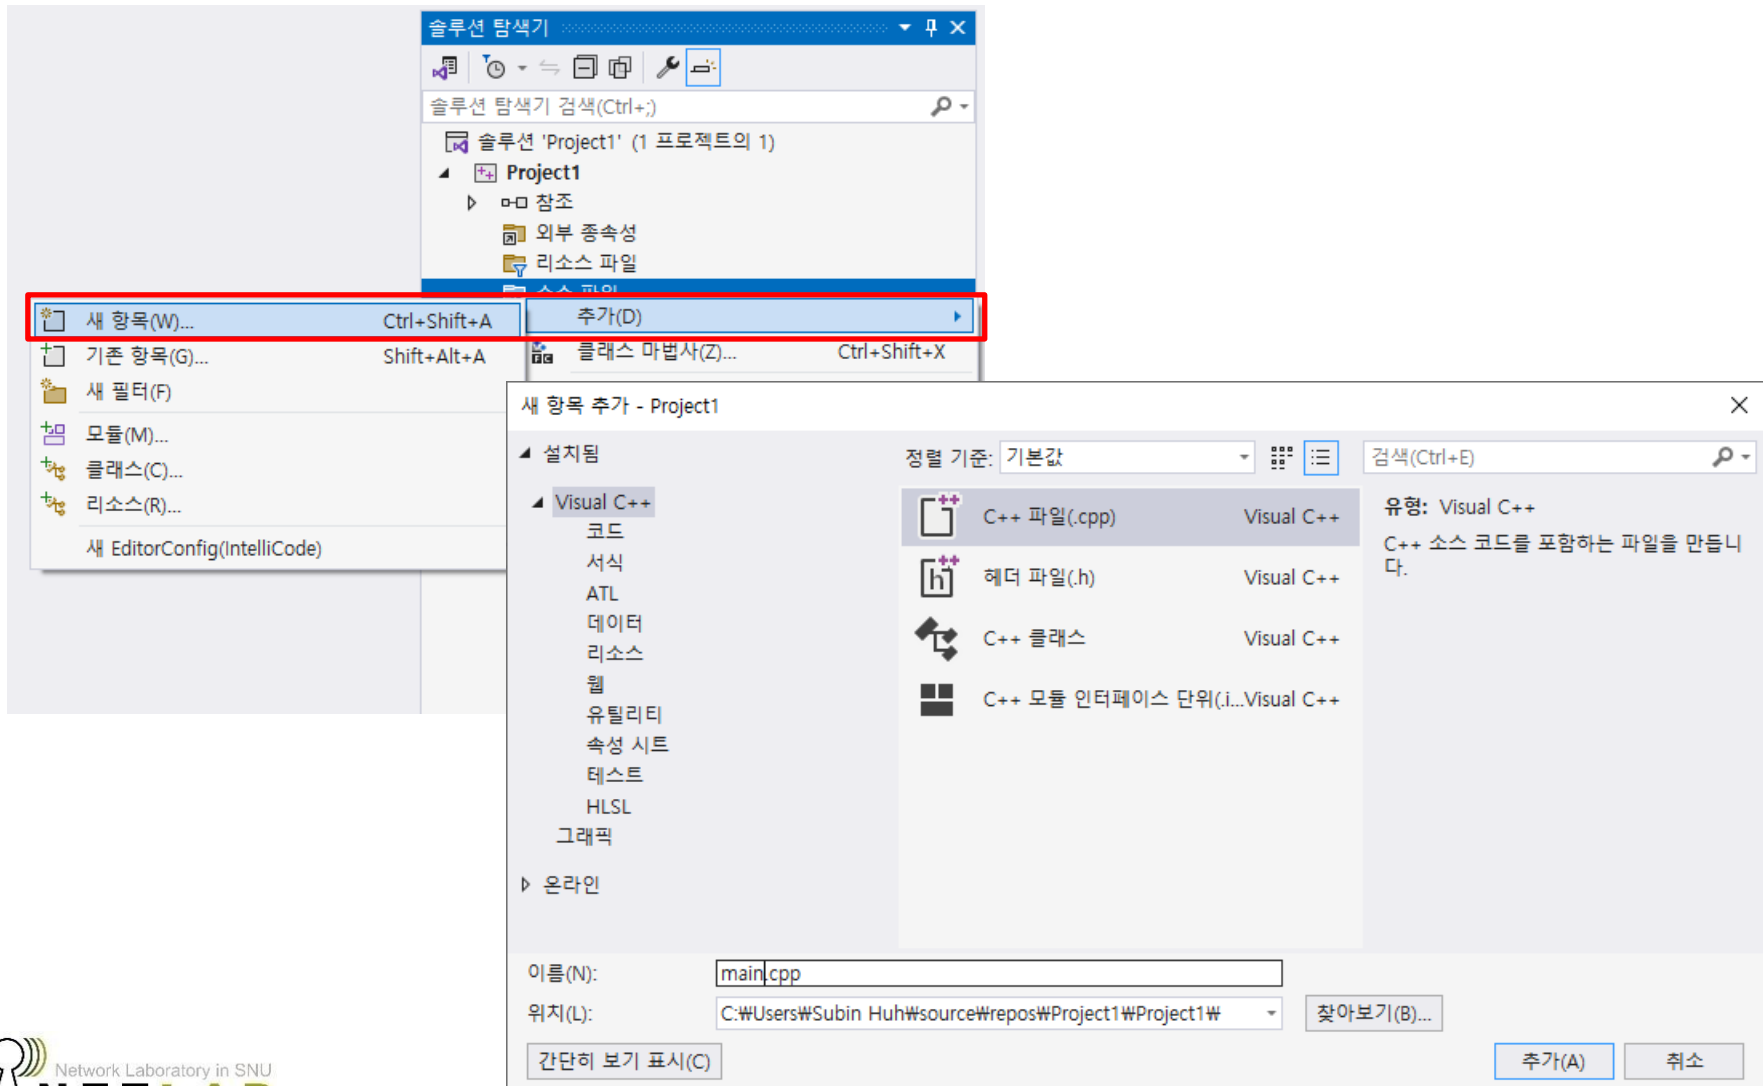 솔루션 탐색기
솔루션 탐색기 검색(Ctrl+;)
솔루션 'Project1' (1 프로젝트의 1)
Project1
참조
외부 종속성
리소스 파일
소스 파일
새 항목(W)... Ctrl+Shift+A
추가(D)
기존 항목(G)... Shift+Alt+A
클래스 마법사(Z)... Ctrl+Shift+X
새 필터(F)
모듈(M)...
클래스(C)...
리소스(R)...
새 EditorConfig(IntelliCode)
새 항목 추가 - Project1
설치됨
정렬 기준: 기본값
검색(Ctrl+E)
Visual C++
코드
서식
ATL
데이터
리소스
웹
유틸리티
속성 시트
테스트
HLSL
그래픽
온라인
C++ 파일(.cpp) Visual C++
헤더 파일(.h) Visual C++
C++ 클래스 Visual C++
C++ 모듈 인터페이스 단위(.i... Visual C++
유형: Visual C++
C++ 소스 코드를 포함하는 파일을 만듭니
다.
이름(N): main.cpp
위치(L): C:₩Users₩Subin Huh₩source₩repos₩Project1₩Project1₩
찾아보기(B)...
간단히 보기 표시(C)
추가(A) 취소
Network Laboratory in SNU